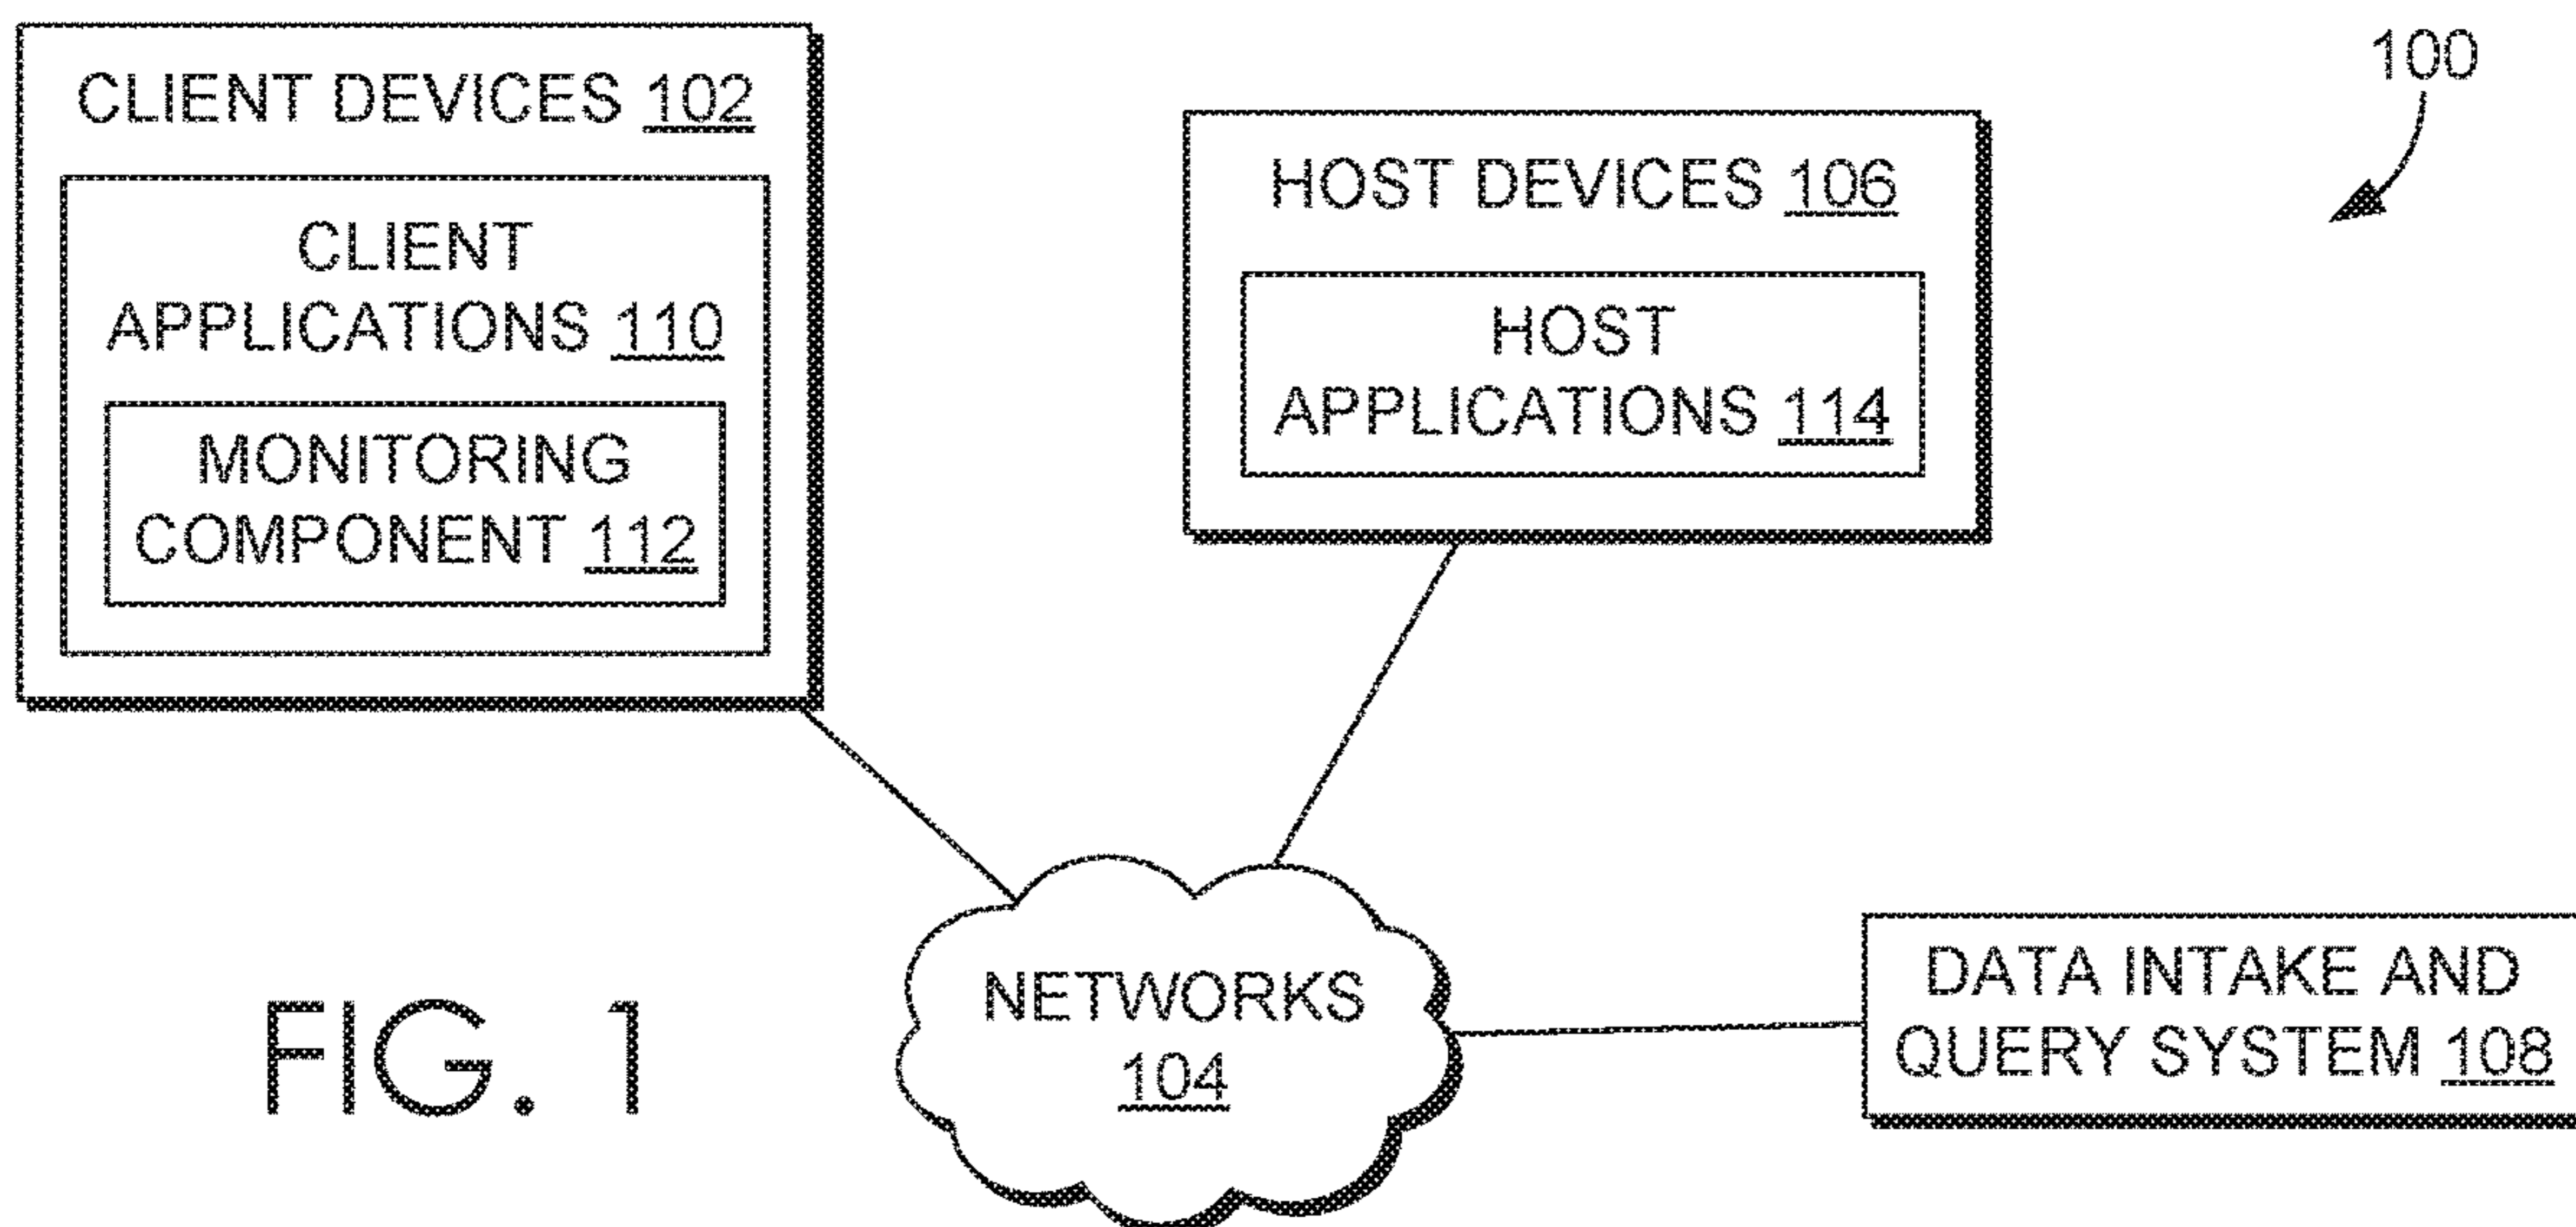 100
CLIENT DEVICES 102
CLIENT
APPLICATIONS 110
MONITORING
COMPONENT 112
HOST DEVICES 106
HOST
APPLICATIONS 114
NETWORKS
104
DATA INTAKE AND
QUERY SYSTEM 108
FIG. 1